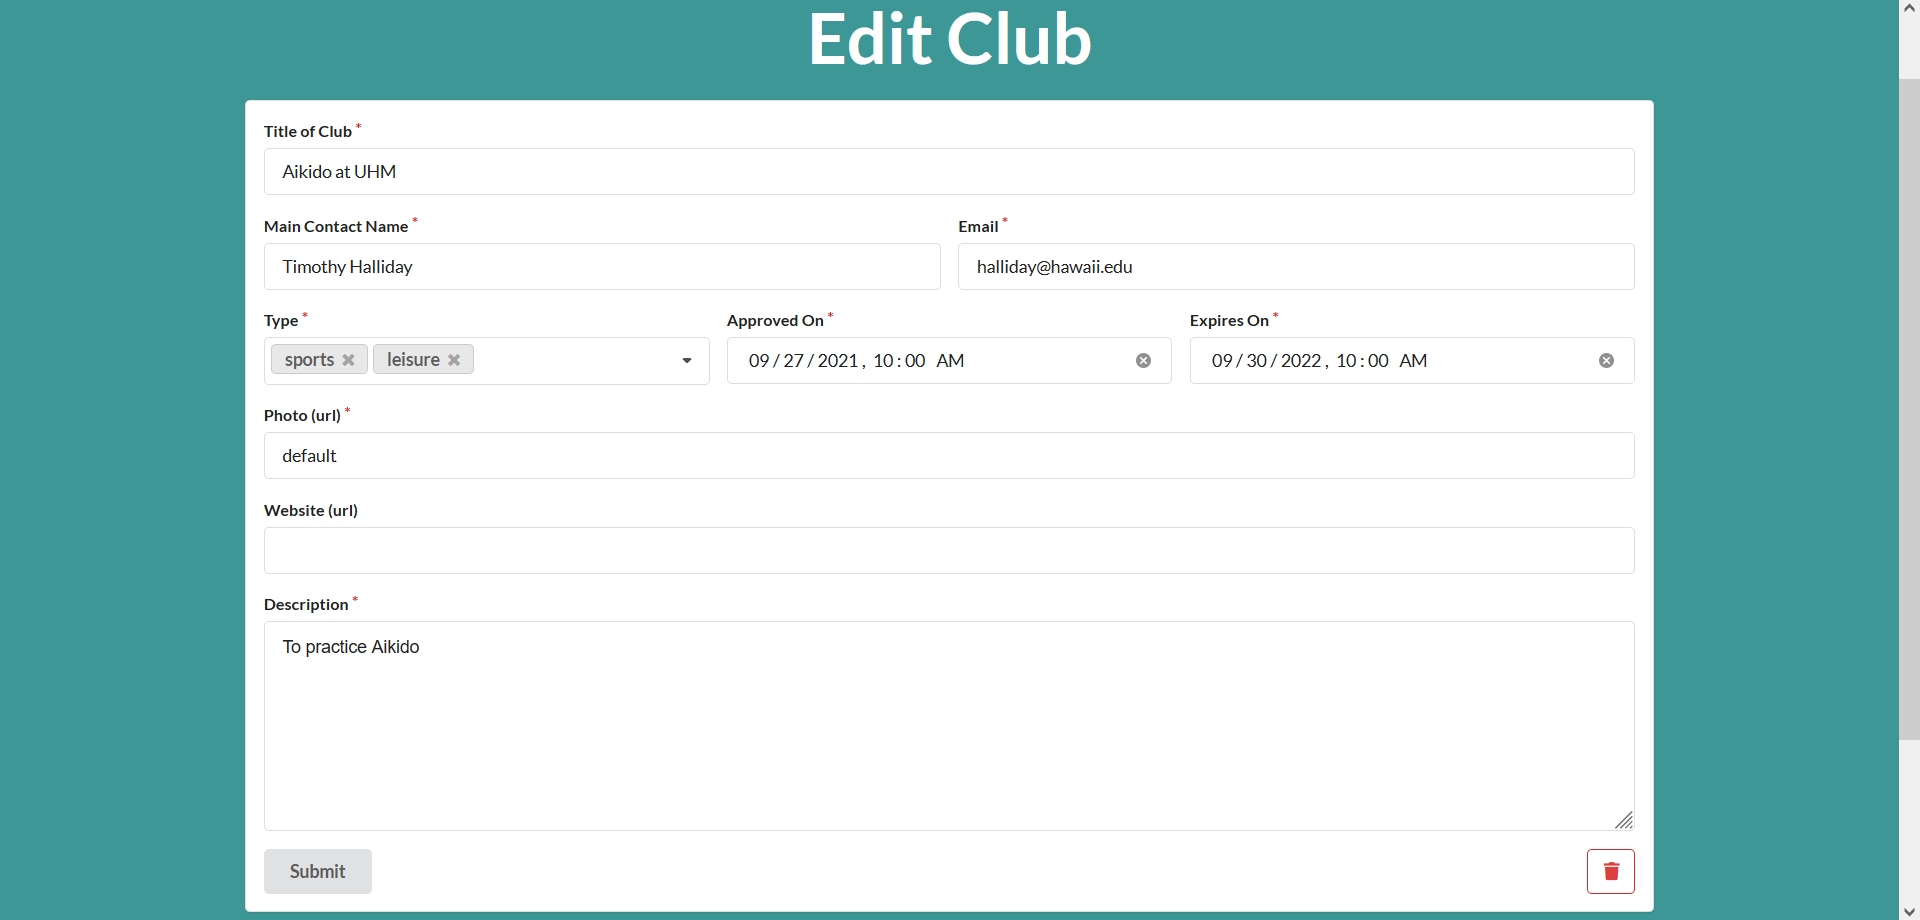 Edit Club
Title of Club *
Aikido at UHM
Main Contact Name * Email *
Timothy Halliday halliday@hawaii.edu
Type * Approved On * Expires On *
sports leisure 09/27/2021, 10:00 AM 09/30/2022, 10:00 AM
Photo (url) *
default
Website (url)
Description *
To practice Aikido
Submit